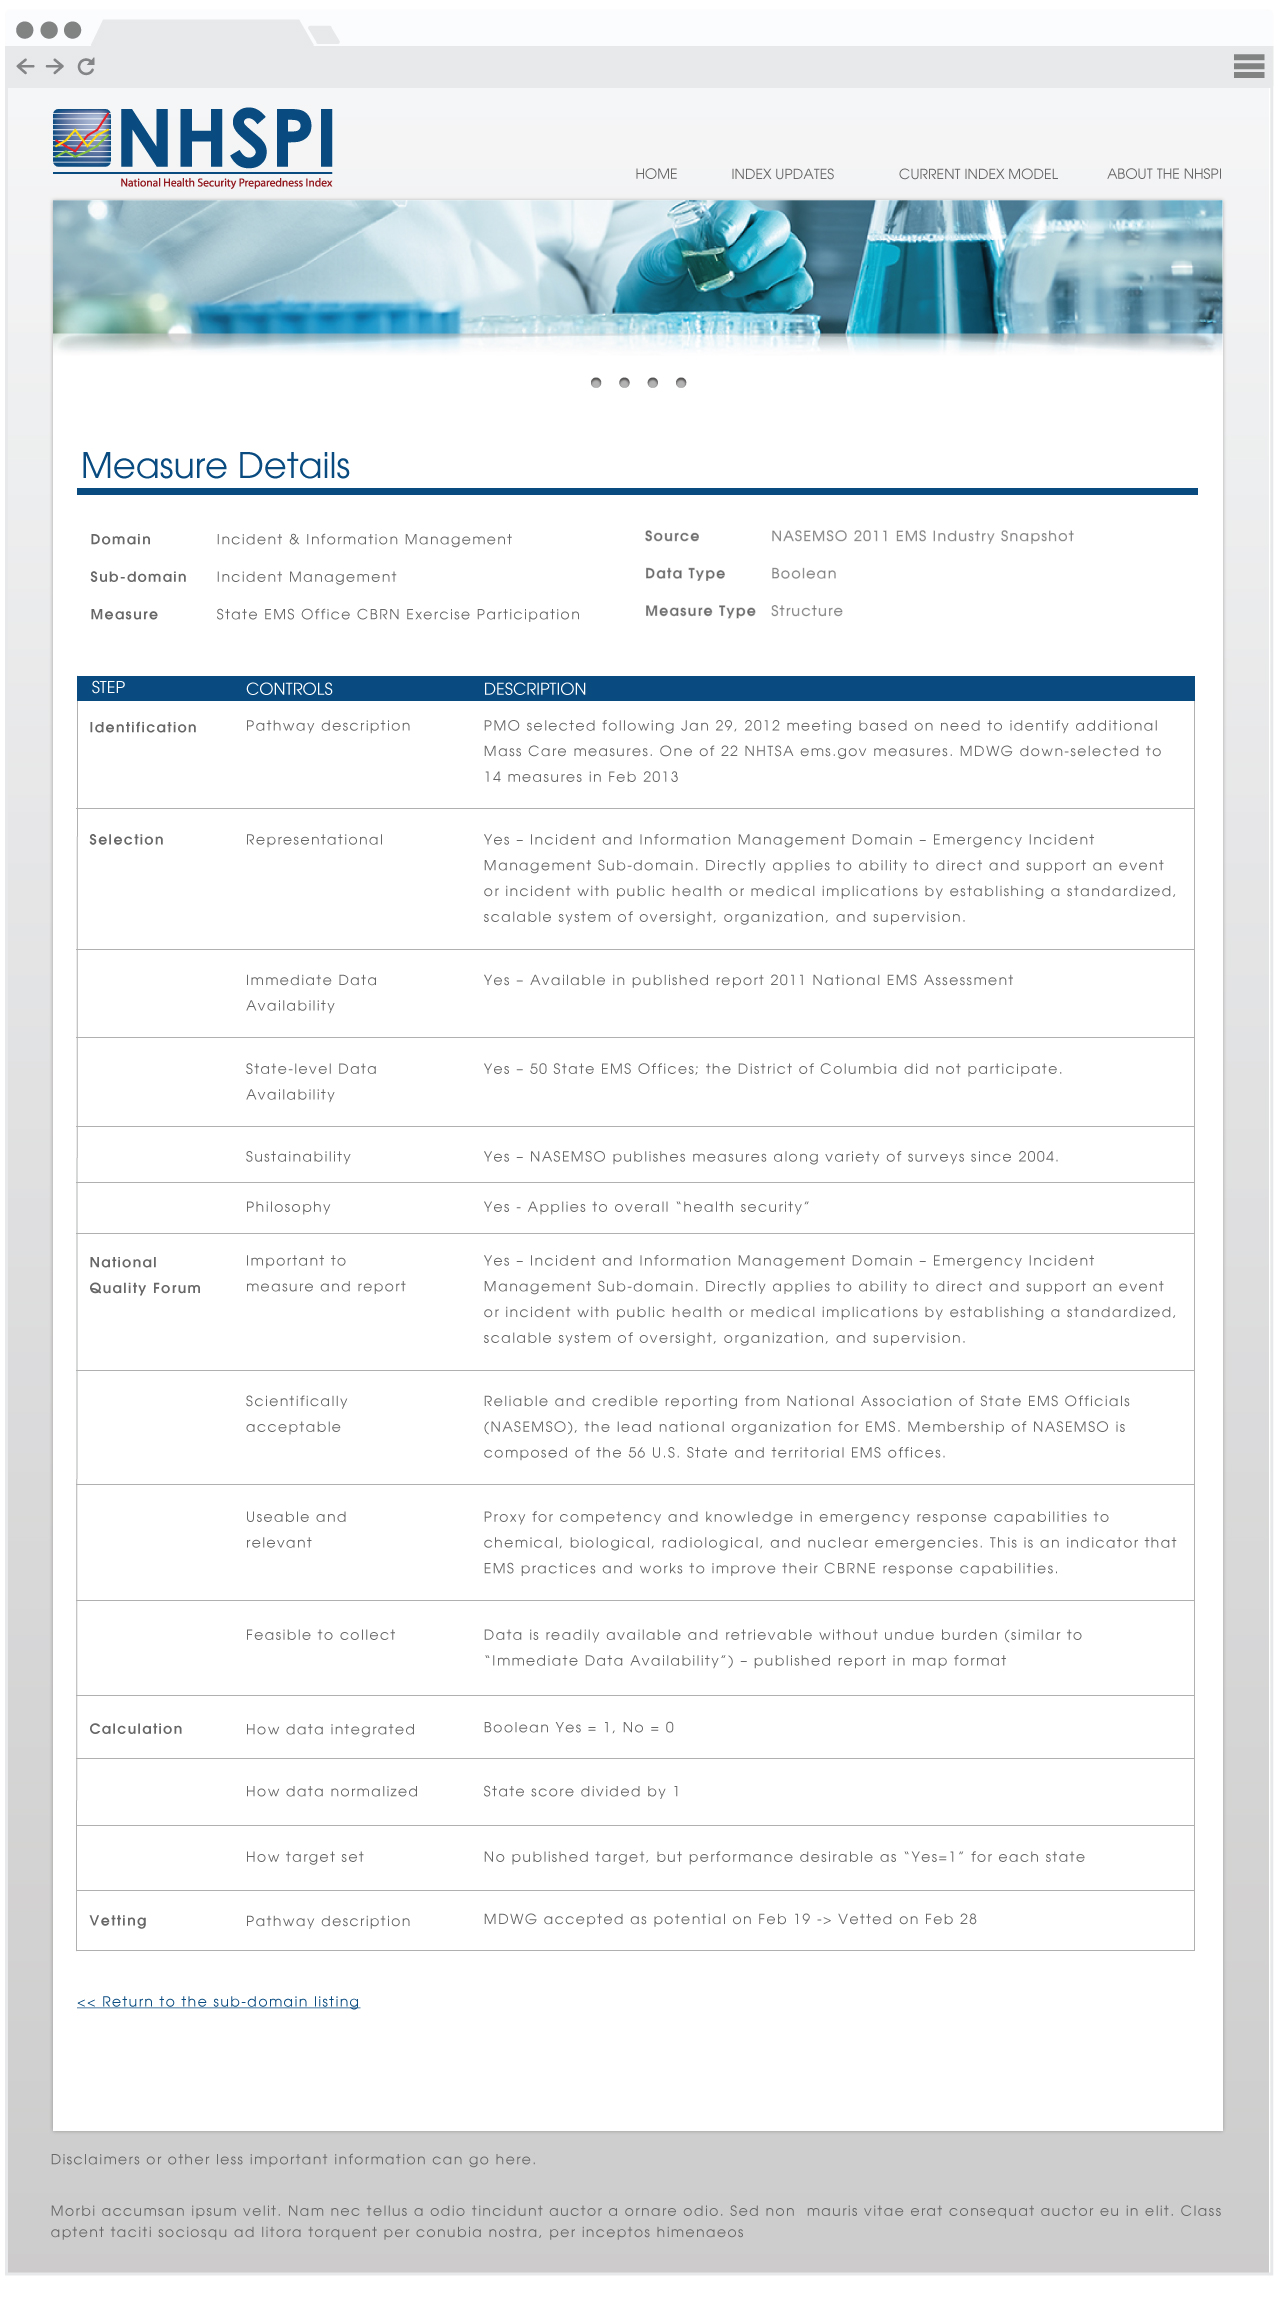 NHSPI
National Health Security Preparedness Index
HOME
INDEX UPDATES
CURRENT INDEX MODEL
ABOUT THE NHSPI
Measure Details
Domain Incident & Information Management
Sub-domain Incident Management
Measure State EMS Office CBRN Exercise Participation
Source NASEMSO 2011 EMS Industry Snapshot
Data Type Boolean
Measure Type Structure
STEP CONTROLS DESCRIPTION
Identification Pathway description PMO selected following Jan 29, 2012 meeting based on need to identify additional
Mass Care measures. One of 22 NHTSA ems.gov measures. MDWG down-selected to
14 measures in Feb 2013
Selection Representational Yes – Incident and Information Management Domain – Emergency Incident
Management Sub-domain. Directly applies to ability to direct and support an event
or incident with public health or medical implications by establishing a standardized,
scalable system of oversight, organization, and supervision.
Immediate Data Yes – Available in published report 2011 National EMS Assessment
Availability
State-level Data Yes – 50 State EMS Offices; the District of Columbia did not participate.
Availability
Sustainability Yes – NASEMSO publishes measures along variety of surveys since 2004.
Philosophy Yes - Applies to overall “health security”
National Important to Yes – Incident and Information Management Domain – Emergency Incident
Quality Forum measure and report Management Sub-domain. Directly applies to ability to direct and support an event
or incident with public health or medical implications by establishing a standardized,
scalable system of oversight, organization, and supervision.
Scientifically Reliable and credible reporting from National Association of State EMS Officials
acceptable (NASEMSO), the lead national organization for EMS. Membership of NASEMSO is
composed of the 56 U.S. State and territorial EMS offices.
Useable and Proxy for competency and knowledge in emergency response capabilities to
relevant chemical, biological, radiological, and nuclear emergencies. This is an indicator that
EMS practices and works to improve their CBRNE response capabilities.
Feasible to collect Data is readily available and retrievable without undue burden (similar to
“Immediate Data Availability”) – published report in map format
Calculation How data integrated Boolean Yes = 1, No = 0
How data normalized State score divided by 1
How target set No published target, but performance desirable as “Yes=1” for each state
Vetting Pathway description MDWG accepted as potential on Feb 19 -> Vetted on Feb 28
<< Return to the sub-domain listing
Disclaimers or other less important information can go here.
Morbi accumsan ipsum velit. Nam nec tellus a odio tincidunt auctor a ornare odio. Sed non mauris vitae erat consequat auctor eu in elit. Class
aptent taciti sociosqu ad litora torquent per conubia nostra, per inceptos himenaeos